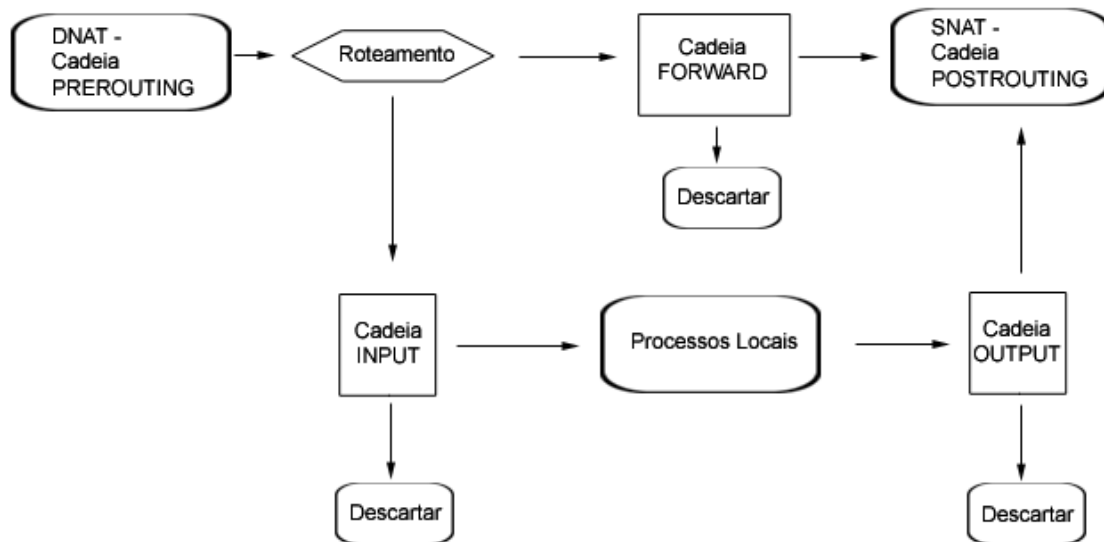 DNAT -
Cadeia
PREROUTING
Roteamento
Cadeia
FORWARD
SNAT -
Cadeia
POSTROUTING
Descartar
Cadeia
INPUT
Processos Locais
Cadeia
OUTPUT
Descartar
Descartar